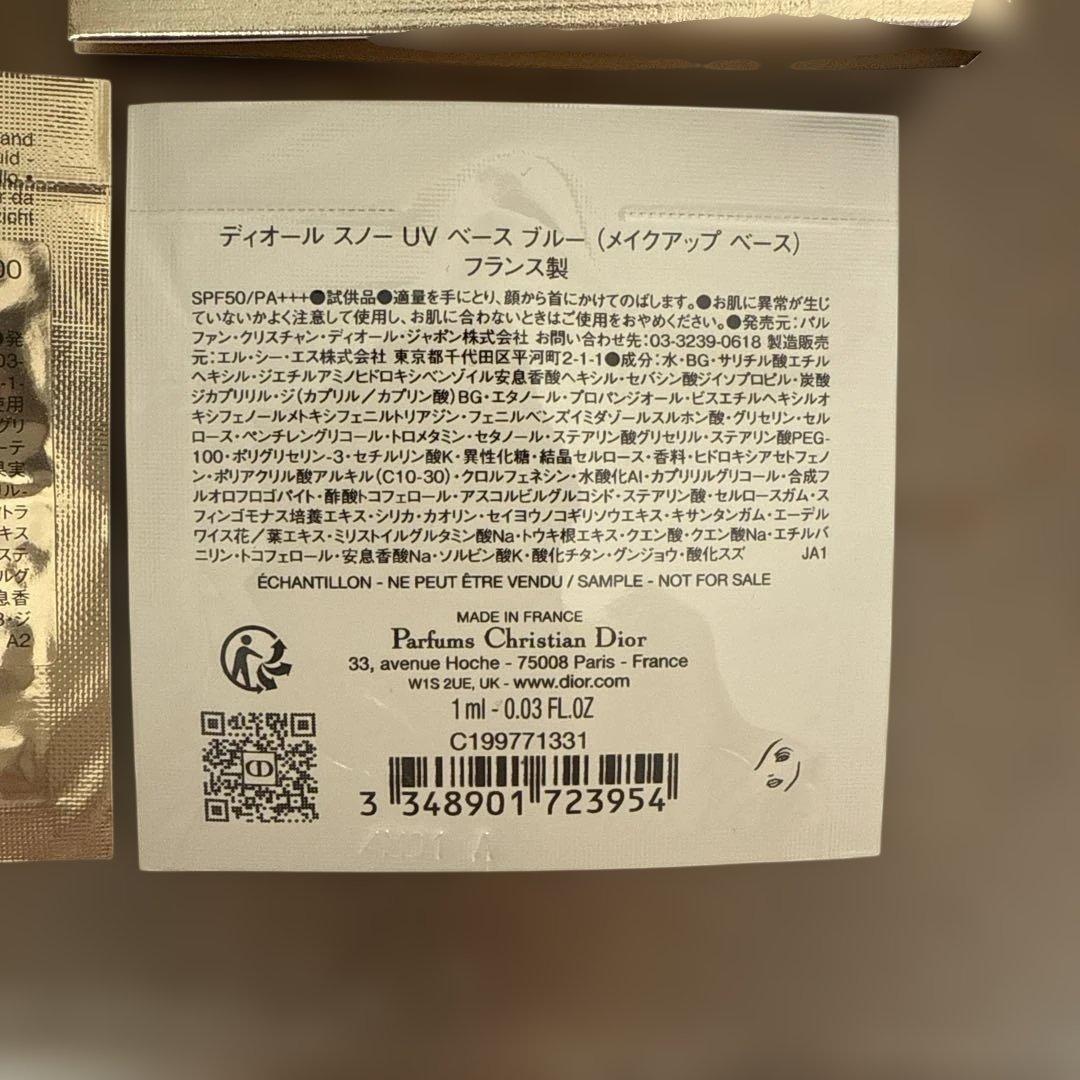 and
uid -
r da
zicht
00
●発
03-
-1-
使用
グリ
ーテ
果実
リル-
トラ
キス
ステ
ルグ
息香
3・ジ
A2
ディオール スノー UV ベース ブルー (メイクアップ ベース)
フランス製
SPF50/PA+++●試供品●適量を手にとり、顔から首にかけてのばします。●お肌に異常が生じ
ていないかよく注意して使用し、お肌に合わないときはご使用をおやめください。●発売元:パル
ファン・クリスチャン・ディオール・ジャポン株式会社 お問い合わせ先:03-3239-0618 製造販売
元:エル・シー・エス株式会社 東京都千代田区平河町2-1-1●成分:水・BG・サリチル酸エチル
ヘキシル・ジエチルアミノヒドロキシベンゾイル安息香酸ヘキシル・セバシン酸ジイソプロピル・炭酸
ジカプリリル・ジ(カプリル/カプリン酸)BG・エタノール・プロパンジオール・ビスエチルヘキシルオ
キシフェノールメトキシフェニルトリアジン・フェニルベンズイミダゾールスルホン酸・グリセリン・セル
ロース・ペンチレングリコール・トロメタミン・セタノール・ステアリン酸グリセリル・ステアリン酸PEG-
100・ポリグリセリン-3・セチルリン酸K・異性化糖・結晶セルロース・香料・ヒドロキシアセトフェノ
ン・ポリアクリル酸アルキル(C10-30)・クロルフェネシン・水酸化Al・カプリリルグリコール・合成フ
ルオロフロゴパイト・酢酸トコフェロール・アスコルビルグルコシド・ステアリン酸・セルロースガム・ス
フィンゴモナス培養エキス・シリカ・カオリン・セイヨウノコギリソウエキス・キサンタンガム・エーデル
ワイス花/葉エキス・ミリストイルグルタミン酸Na・トウキ根エキス・クエン酸・クエン酸Na・エチルバ
ニリン・トコフェロール・安息香酸Na・ソルビン酸K・酸化チタン・グンジョウ・酸化スズ JA1
ÉCHANTILLON - NE PEUT ÊTRE VENDU / SAMPLE - NOT FOR SALE
MADE IN FRANCE
Parfums Christian Dior
33, avenue Hoche - 75008 Paris - France
W1S 2UE, UK - www.dior.com
1 ml - 0.03 FL.OZ
C199771331
3 348901 723954
CD